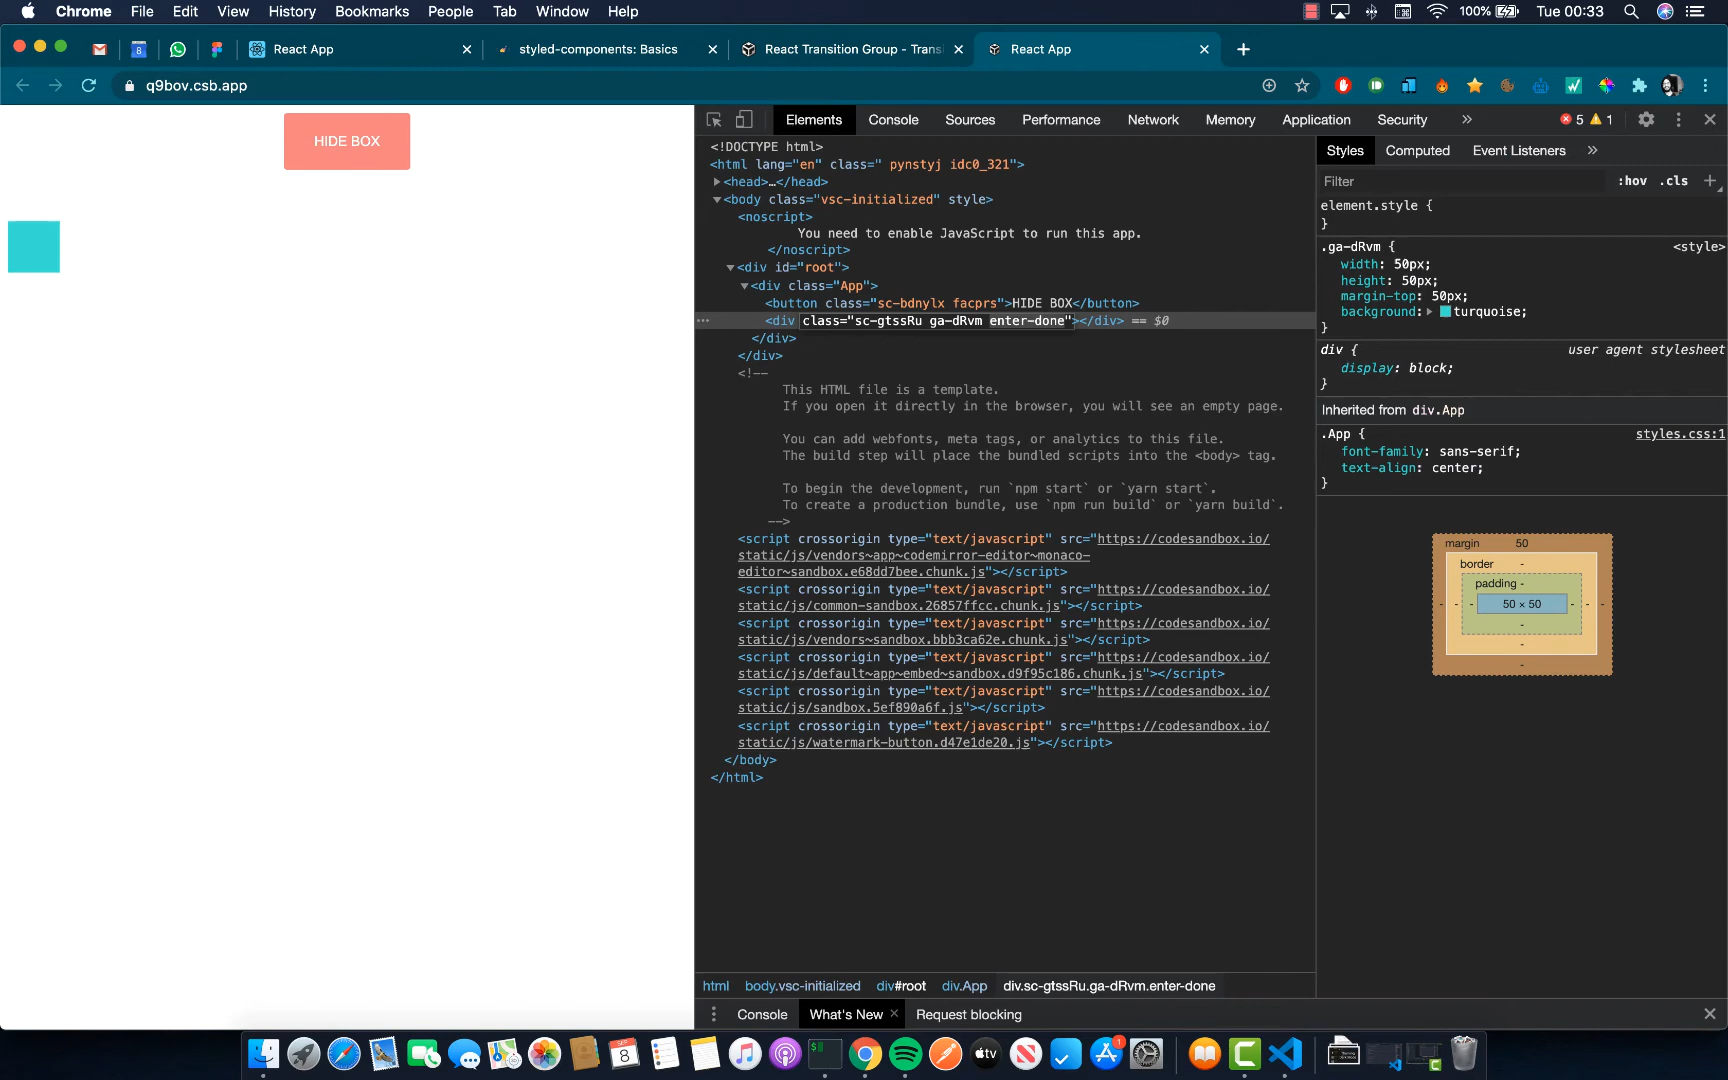 Chrome File Edit View History Bookmarks People Tab Window Help 100% Tue 00:33
8 React App styled-components: Basics React Transition Group - Transi React App
q9bov.csb.app
HIDE BOX
Elements Console Sources Performance Network Memory Application Security » 5 1
<!DOCTYPE html>
<html lang="en" class=" pynstyj idc0_321">
<head>…</head>
<body class="vsc-initialized" style>
<noscript>
You need to enable JavaScript to run this app.
</noscript>
<div id="root">
<div class="App">
<button class="sc-bdnylx facprs">HIDE BOX</button>
<div class="sc-gtssRu ga-dRvm enter-done"></div> == $0
</div>
</div>
<!--
This HTML file is a template.
If you open it directly in the browser, you will see an empty page.
You can add webfonts, meta tags, or analytics to this file.
The build step will place the bundled scripts into the <body> tag.
To begin the development, run `npm start` or `yarn start`.
To create a production bundle, use `npm run build` or `yarn build`.
-->
<script crossorigin type="text/javascript" src="https://codesandbox.io/
static/js/vendors~app~codemirror-editor~monaco-
editor~sandbox.e68dd7bee.chunk.js"></script>
<script crossorigin type="text/javascript" src="https://codesandbox.io/
static/js/common-sandbox.26857ffcc.chunk.js"></script>
<script crossorigin type="text/javascript" src="https://codesandbox.io/
static/js/vendors~sandbox.bbb3ca62e.chunk.js"></script>
<script crossorigin type="text/javascript" src="https://codesandbox.io/
static/js/default~app~embed~sandbox.d9f95c186.chunk.js"></script>
<script crossorigin type="text/javascript" src="https://codesandbox.io/
static/js/sandbox.5ef890a6f.js"></script>
<script crossorigin type="text/javascript" src="https://codesandbox.io/
static/js/watermark-button.d47e1de20.js"></script>
</body>
</html>
Styles Computed Event Listeners »
Filter :hov .cls +
element.style {
}
.ga-dRvm { <style>
width: 50px;
height: 50px;
margin-top: 50px;
background: turquoise;
}
div { user agent stylesheet
display: block;
}
Inherited from div.App
.App { styles.css:1
font-family: sans-serif;
text-align: center;
}
margin 50
border -
padding -
- - - 50 × 50 - - -
-
-
-
html body.vsc-initialized div#root div.App div.sc-gtssRu.ga-dRvm.enter-done
Console What's New Request blocking
SEP 8 tv 1